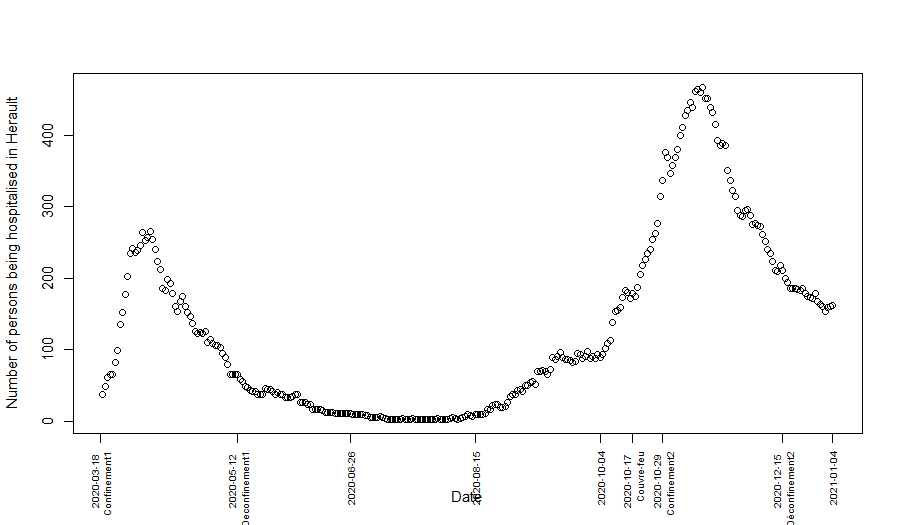 Number of persons being hospitalised in Herault
400
300
200
100
0
2020-03-18
Confinement1
2020-05-12
Déconfinement1
2020-06-26
2020-08-15
2020-10-04
2020-10-17
Couvre-feu
2020-10-29
Confinement2
2020-12-15
Déconfinement2
2021-01-04
Date